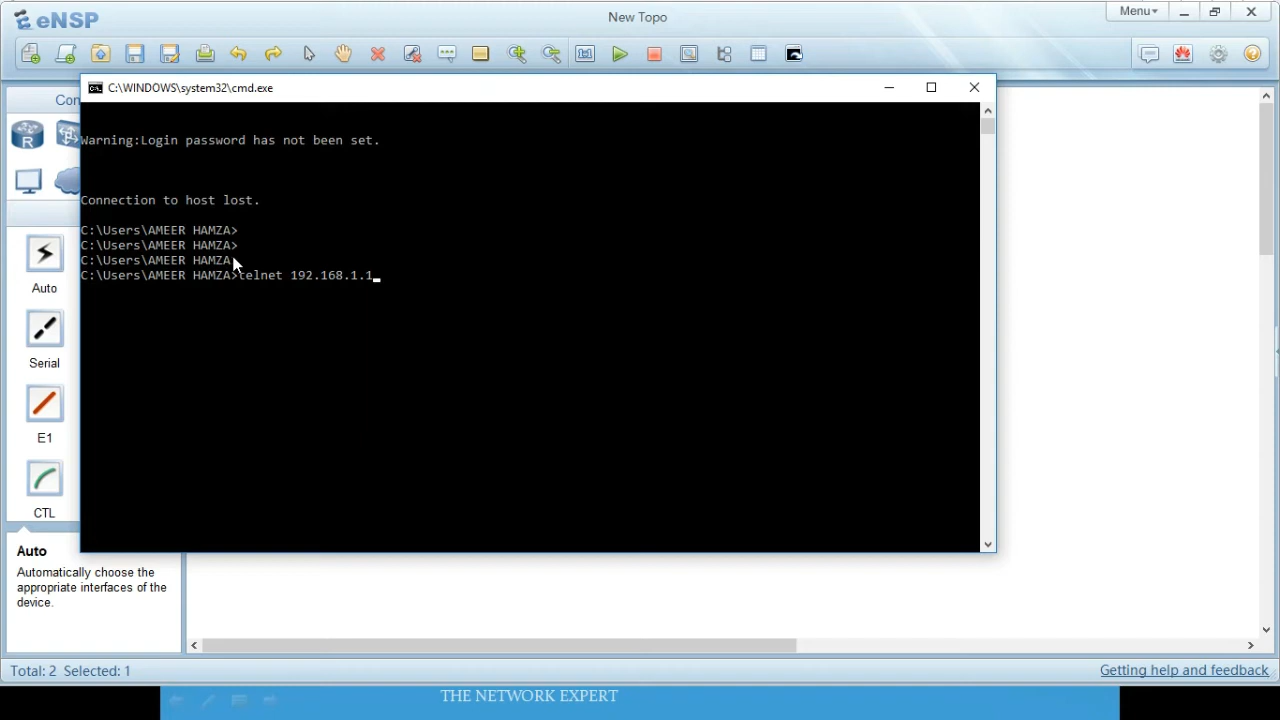 eNSP
New Topo
Menu
C:\WINDOWS\system32\cmd.exe
Con
Warning:Login password has not been set.
Connection to host lost.
C:\Users\AMEER HAMZA>
C:\Users\AMEER HAMZA>
C:\Users\AMEER HAMZA>
C:\Users\AMEER HAMZA>telnet 192.168.1.1
R
Auto
Serial
E1
CTL
Auto
Automatically choose the
appropriate interfaces of the
device.
Total: 2 Selected: 1
Getting help and feedback
THE NETWORK EXPERT